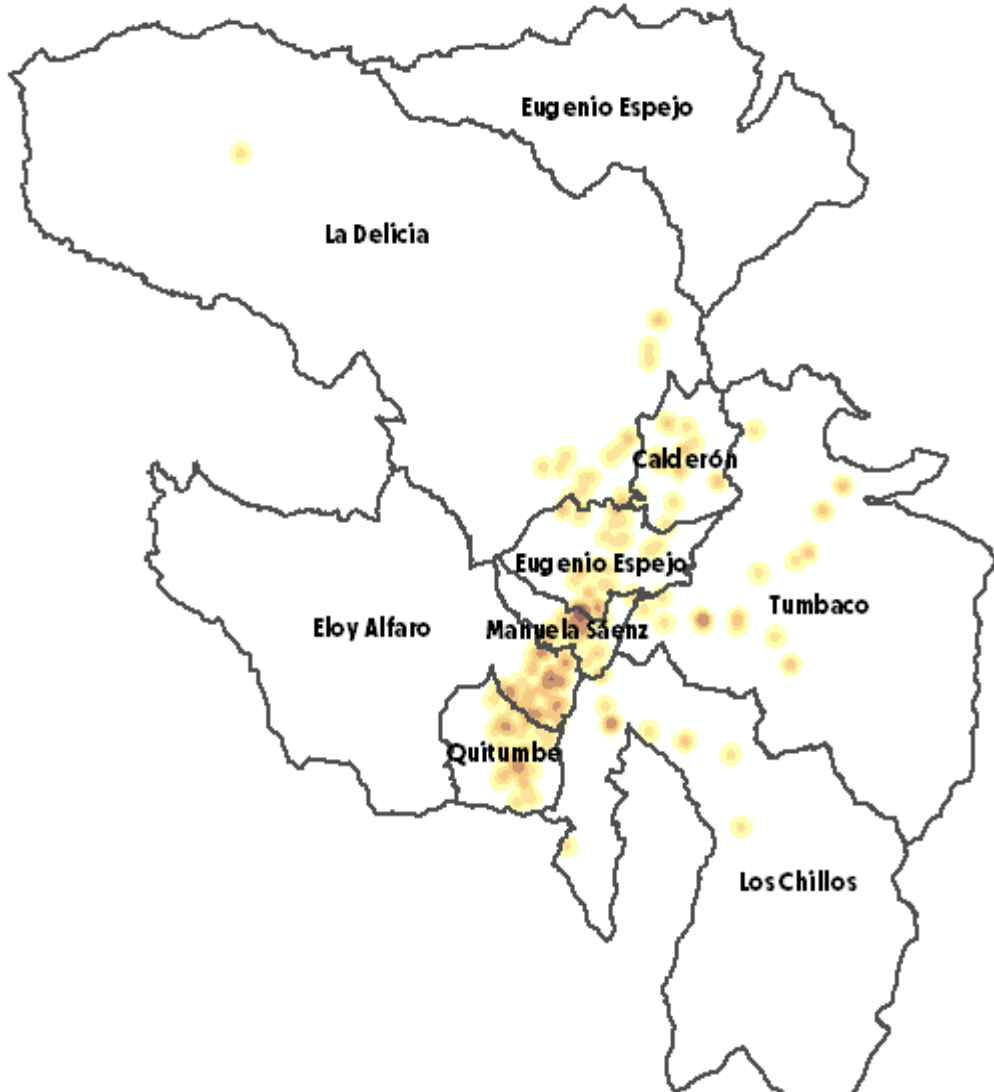 Eugenio Espejo
La Delicia
Calderón
Eugenio Espejo
Tumbaco
Eloy Alfaro
Manuela Sáenz
Quitumbe
Los Chillos